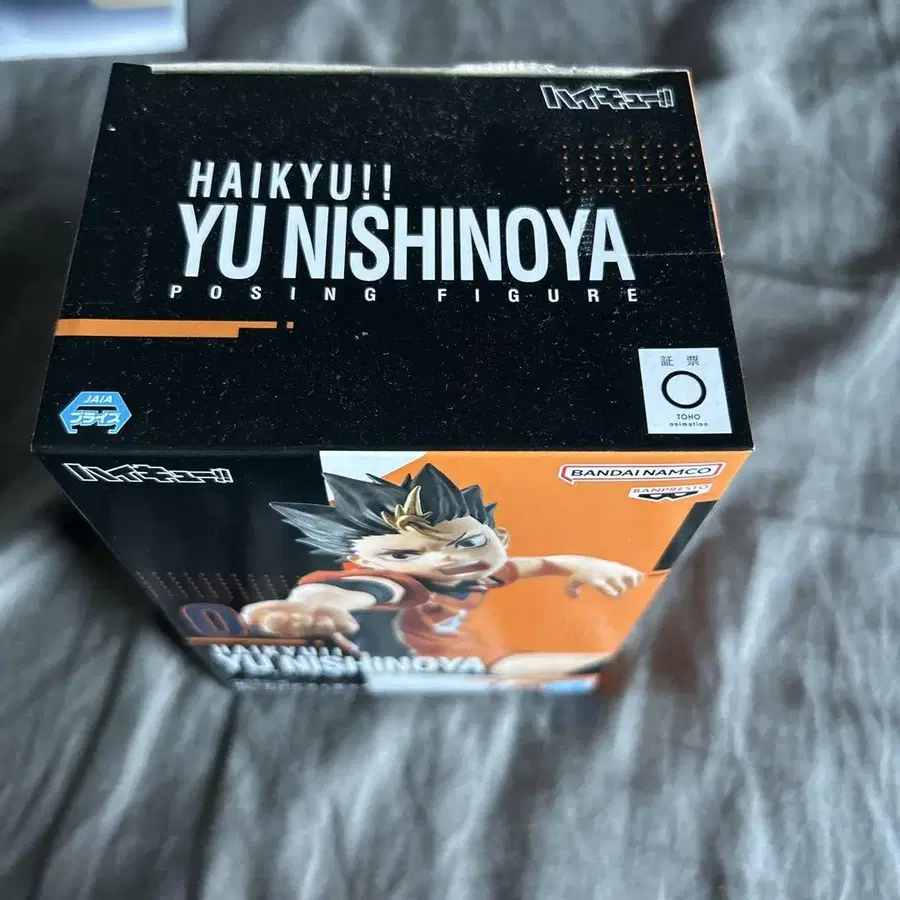 ハイキュー!!
HAIKYU!!
YU NISHINOYA
POSING FIGURE
証票
TOHO
animation
JAIA
プライズ
ハイキュー!!
BANDAI NAMCO
BANPRESTO
4
HAIKYU!!
YU NISHINOYA